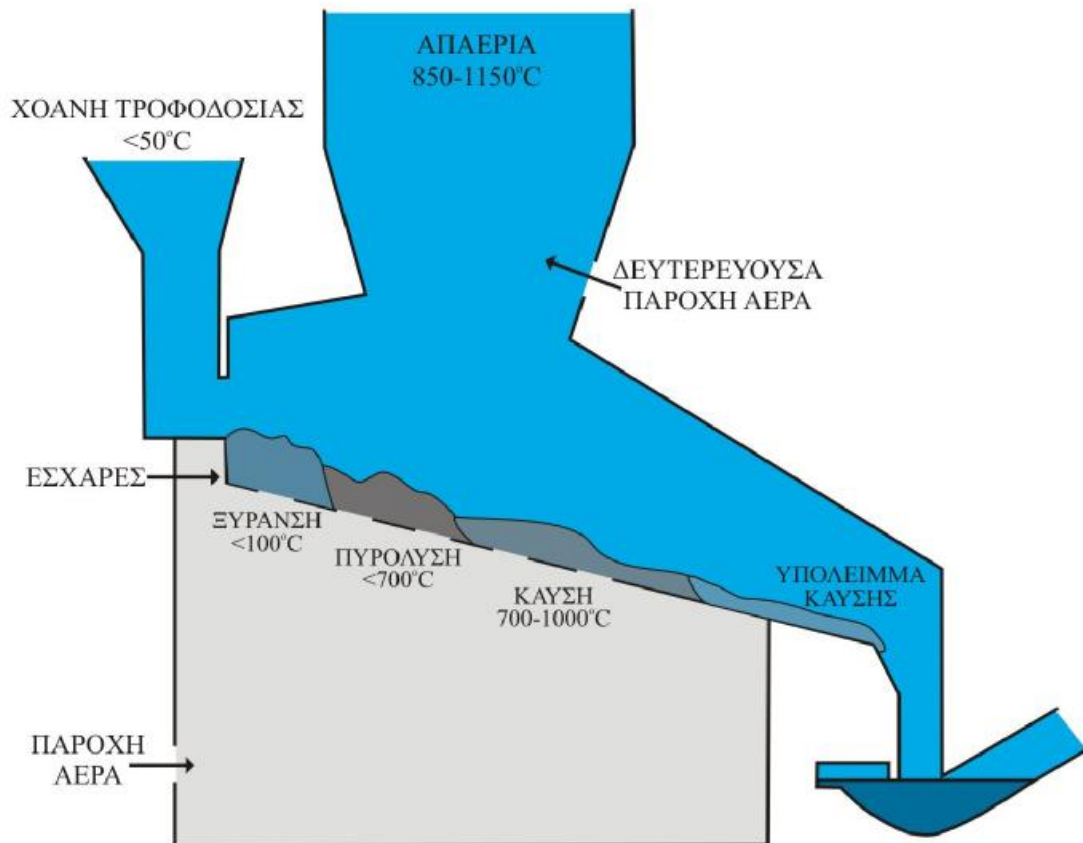 ΑΠΑΕΡΙΑ
850-1150°C
ΧΟΑΝΗ ΤΡΟΦΟΔΟΣΙΑΣ
<50°C
ΔΕΥΤΕΡΕΥΟΥΣΑ
ΠΑΡΟΧΗ ΑΕΡΑ
ΕΣΧΑΡΕΣ
ΞΥΡΑΝΣΗ
<100°C
ΠΥΡΟΛΥΣΗ
<700°C
ΚΑΥΣΗ
700-1000°C
ΥΠΟΛΕΙΜΜΑ
ΚΑΥΣΗΣ
ΠΑΡΟΧΗ
ΑΕΡΑ